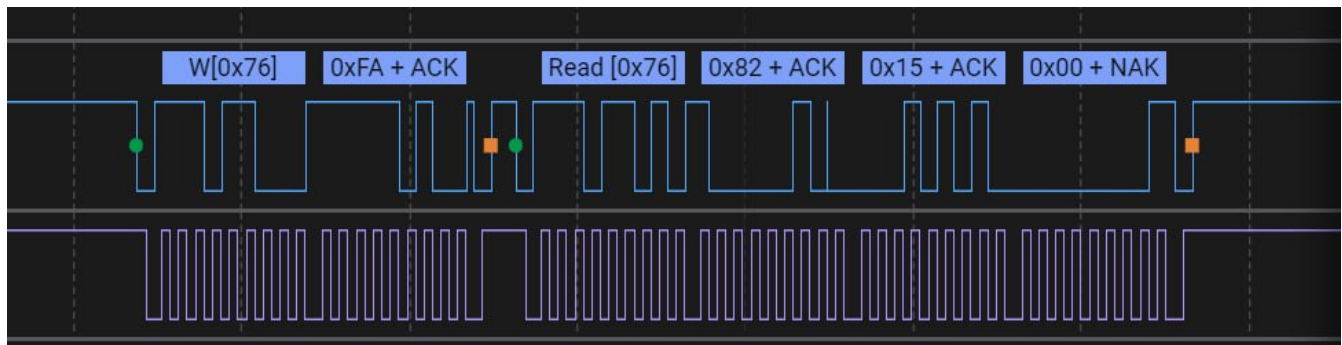 W[0x76] 0xFA + ACK Read [0x76] 0x82 + ACK 0x15 + ACK 0x00 + NAK